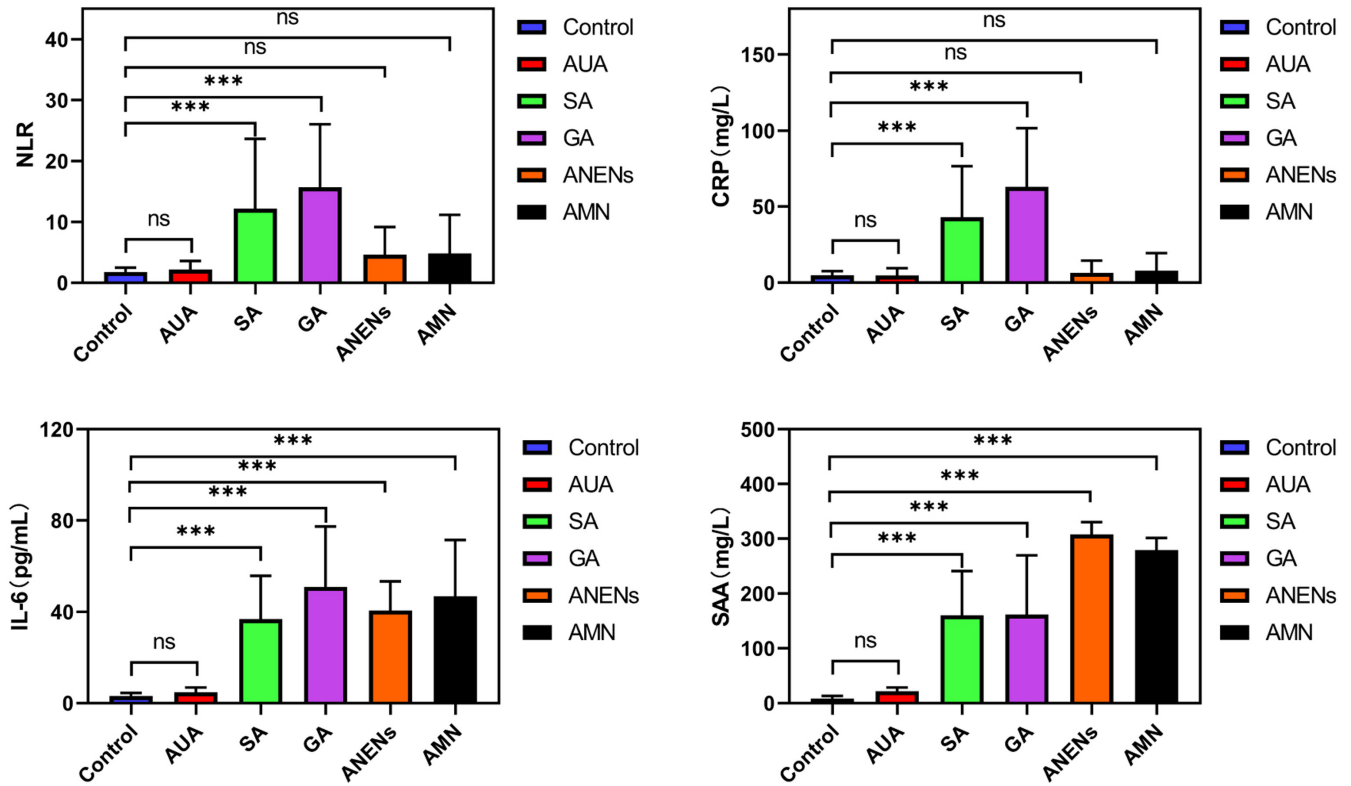 NLR
40
30
20
10
0
ns
ns
***
***
ns
Control
AUA
SA
GA
ANENs
AMN
Control
AUA
SA
GA
ANENs
AMN
CRP(mg/L)
150
100
50
0
ns
ns
***
***
ns
Control
AUA
SA
GA
ANENs
AMN
Control
AUA
SA
GA
ANENs
AMN
IL-6(pg/mL)
120
80
40
0
***
***
***
***
ns
Control
AUA
SA
GA
ANENs
AMN
Control
AUA
SA
GA
ANENs
AMN
SAA(mg/L)
500
400
300
200
100
0
***
***
***
***
ns
Control
AUA
SA
GA
ANENs
AMN
Control
AUA
SA
GA
ANENs
AMN